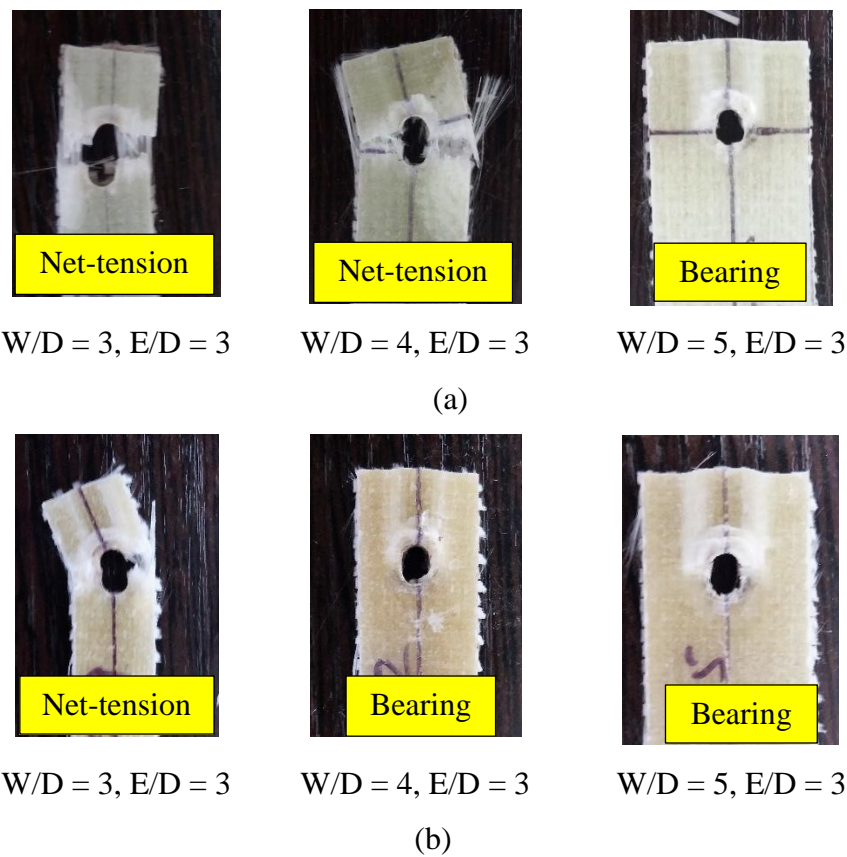 Net-tension
Net-tension
Bearing
W/D = 3, E/D = 3
W/D = 4, E/D = 3
W/D = 5, E/D = 3
(a)
Net-tension
Bearing
Bearing
W/D = 3, E/D = 3
W/D = 4, E/D = 3
W/D = 5, E/D = 3
(b)